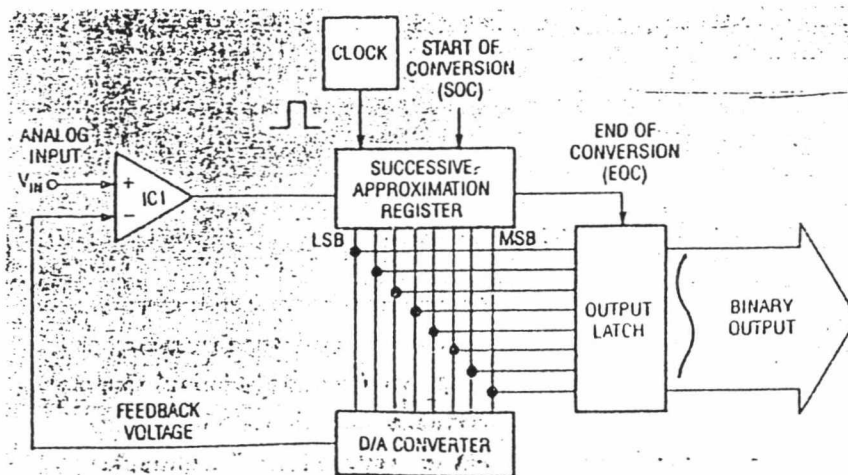 CLOCK
START OF
CONVERSION
(SOC)
ANALOG
INPUT
V_IN
+
−
IC1
SUCCESSIVE-
APPROXIMATION
REGISTER
END OF
CONVERSION
(EOC)
LSB
MSB
OUTPUT
LATCH
BINARY
OUTPUT
FEEDBACK
VOLTAGE
D/A CONVERTER